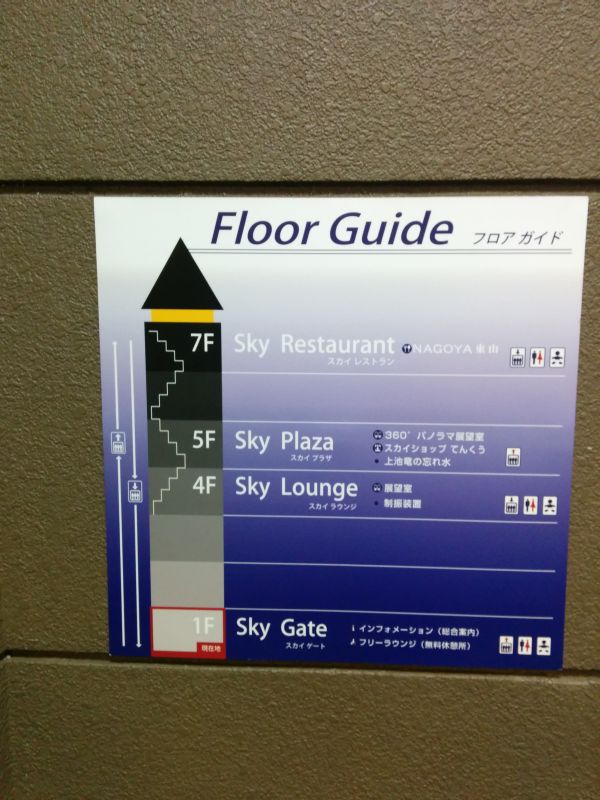 Floor Guide フロア ガイド
7F Sky Restaurant NAGOYA 東山
スカイ レストラン
5F Sky Plaza
スカイ プラザ
360°パノラマ展望室
スカイショップ てんくう
・上池竜の忘れ水
4F Sky Lounge
スカイ ラウンジ
展望室
・制振装置
1F Sky Gate
現在地
スカイ ゲート
i インフォメーション（総合案内）
フリーラウンジ（無料休憩所）